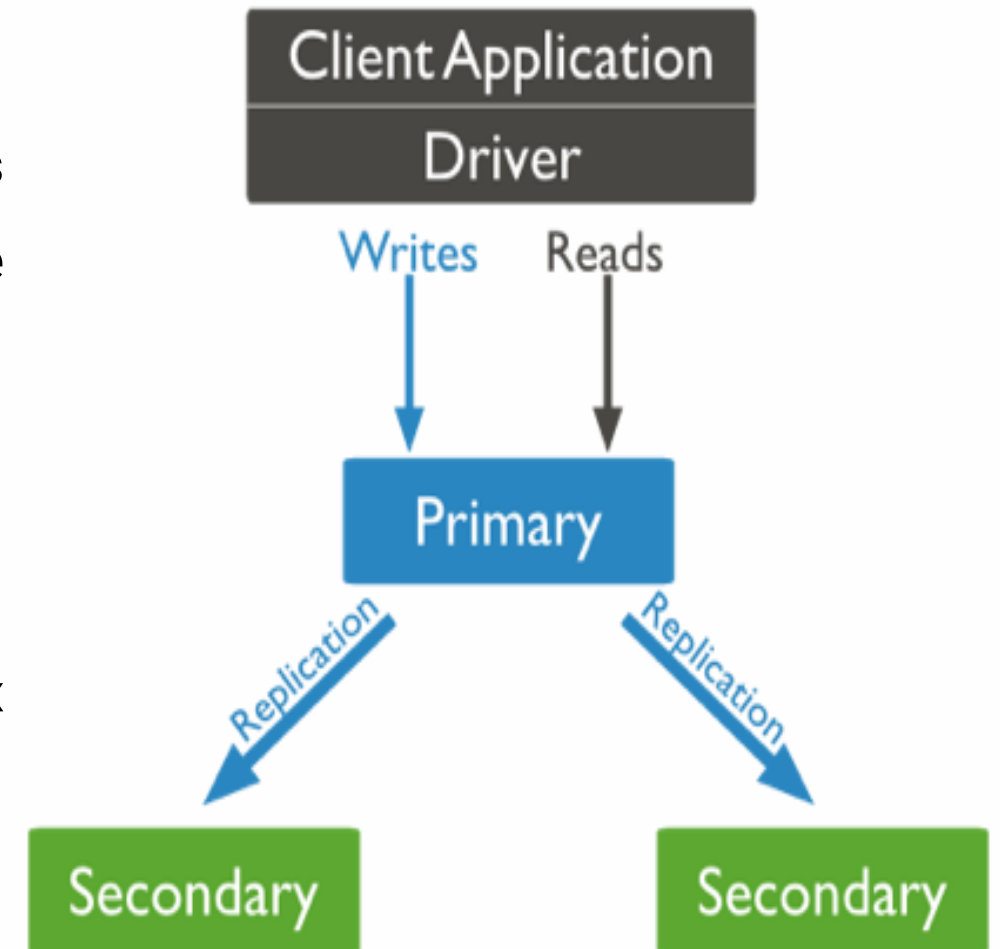 Client Application
Driver
Writes Reads
Primary
Replication Replication
Secondary Secondary